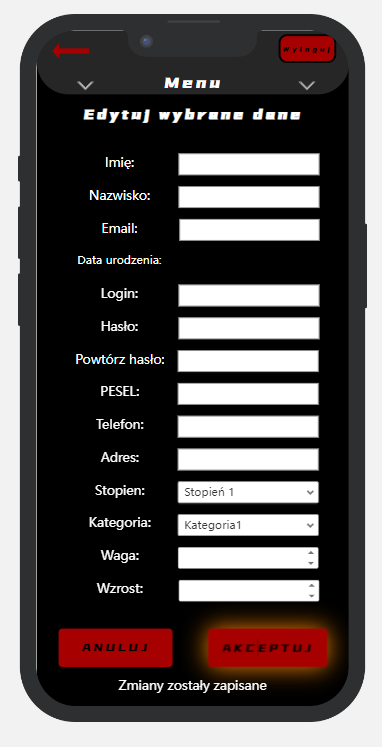 Wyloguj
Menu
Edytuj wybrane dane
Imię:
Nazwisko:
Email:
Data urodzenia:
Login:
Hasło:
Powtórz hasło:
PESEL:
Telefon:
Adres:
Stopien: Stopień 1
Kategoria: Kategoria1
Waga:
Wzrost:
ANULUJ AKCEPTUJ
Zmiany zostały zapisane